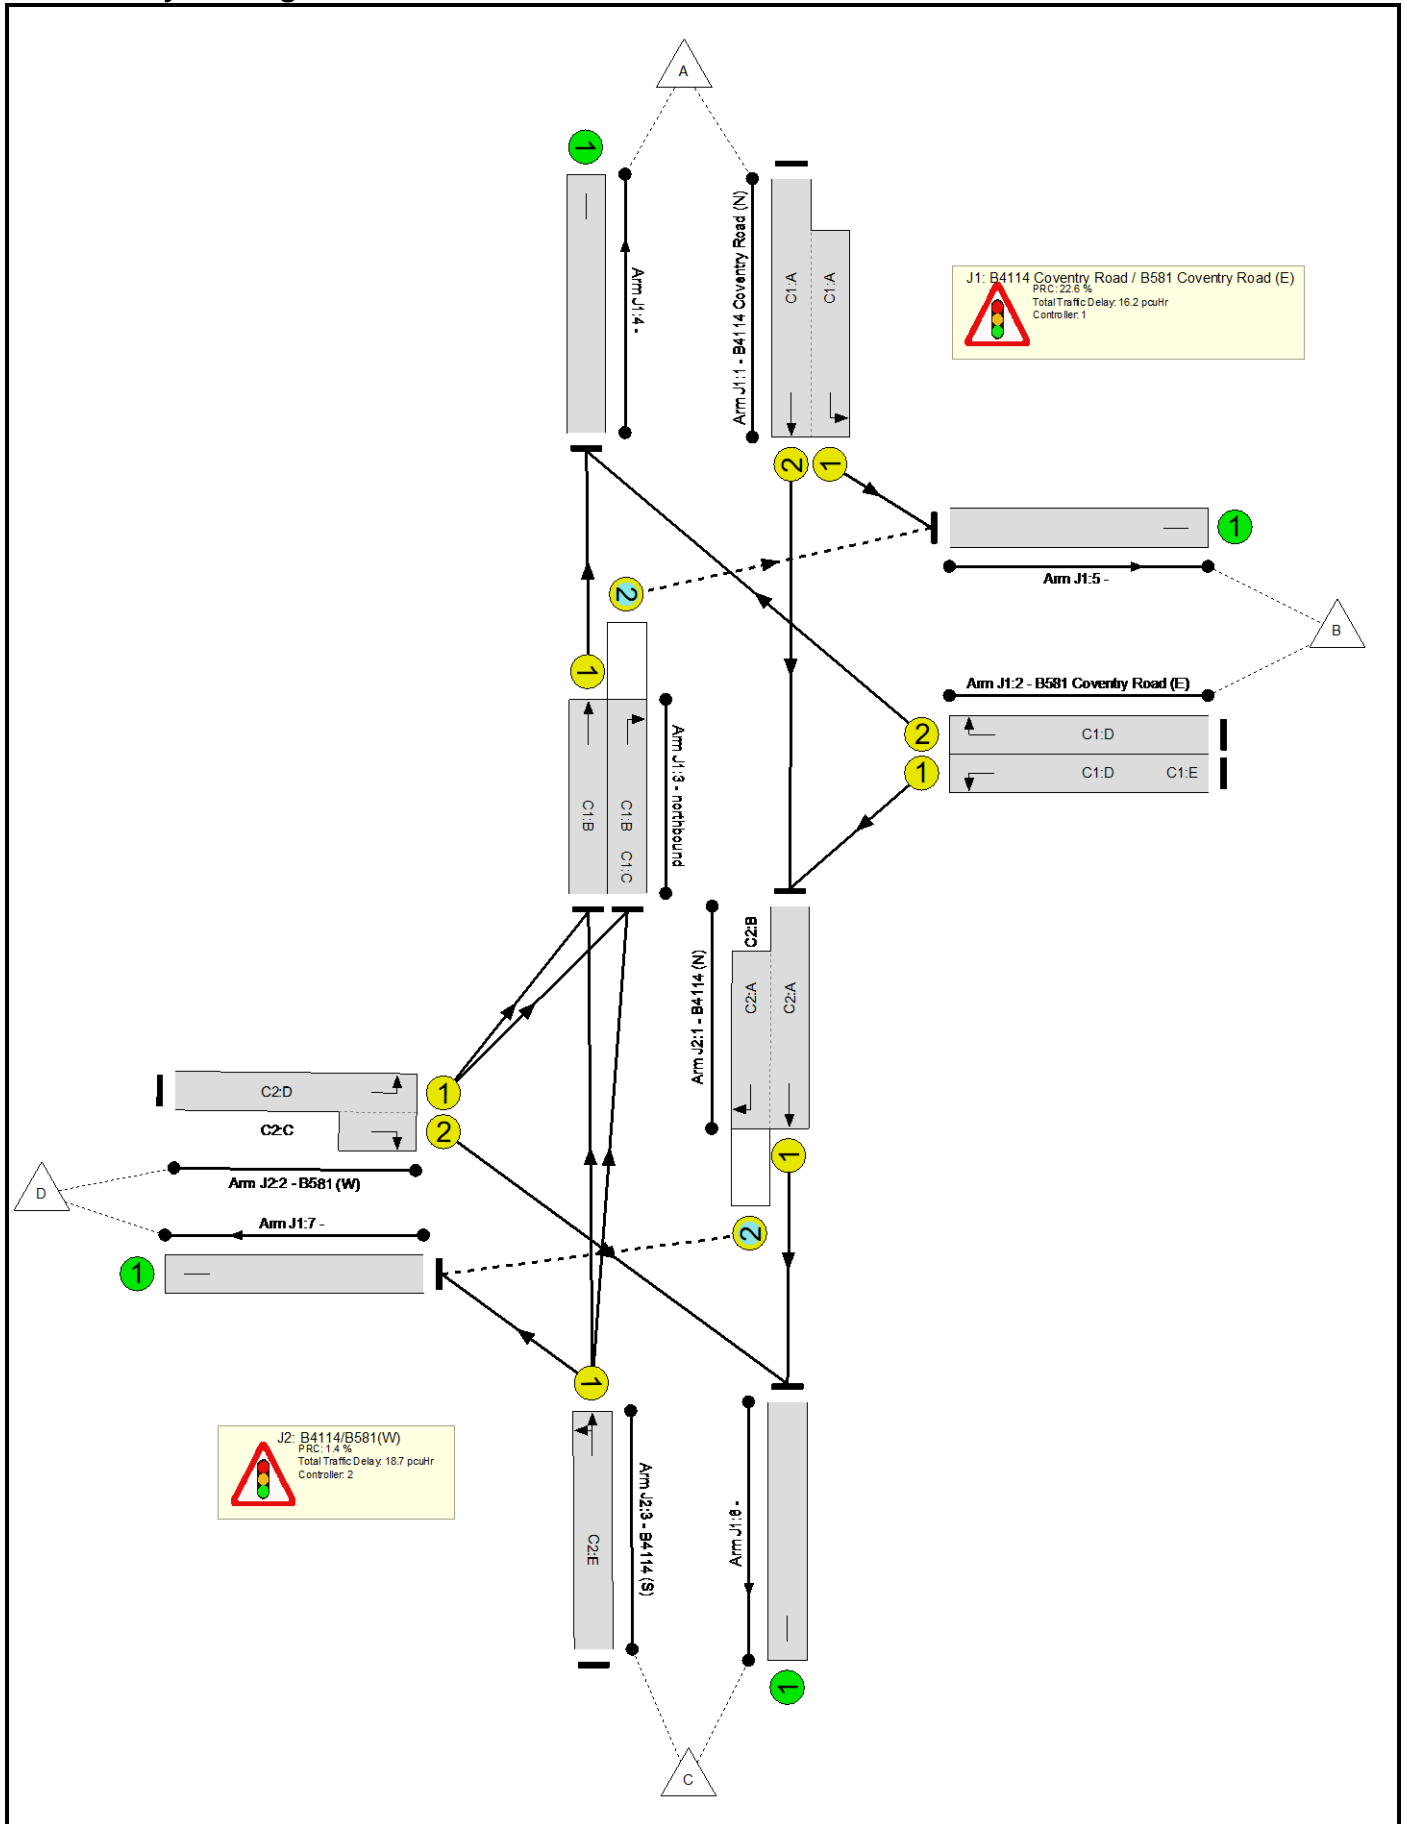 A
1
Arm J1:4 -
Arm J1:1 - B4114 Coventry Road (N)
C1:A
C1:A
J1: B4114 Coventry Road / B581 Coventry Road (E)
PRC: 22.6 %
Total Traffic Delay: 16.2 pcuHr
Controller: 1
2
1
1
Arm J1:5 -
2
B
1
Arm J1:2 - B581 Coventry Road (E)
2
C1:D
1
C1:D C1:E
Arm J1:3 - northbound
C1:B
C1:B C1:C
Arm J2:1 - B4114 (N)
C2:B
C2:A
C2:A
C2:D
1
C2:C
2
1
Arm J2:2 - B581 (W)
D
Arm J1:7 -
2
1
1
J2: B4114/B581(W)
PRC: 1.4 %
Total Traffic Delay: 18.7 pcuHr
Controller: 2
C2:E
Arm J2:3 - B4114 (S)
Arm J1:6 -
1
C